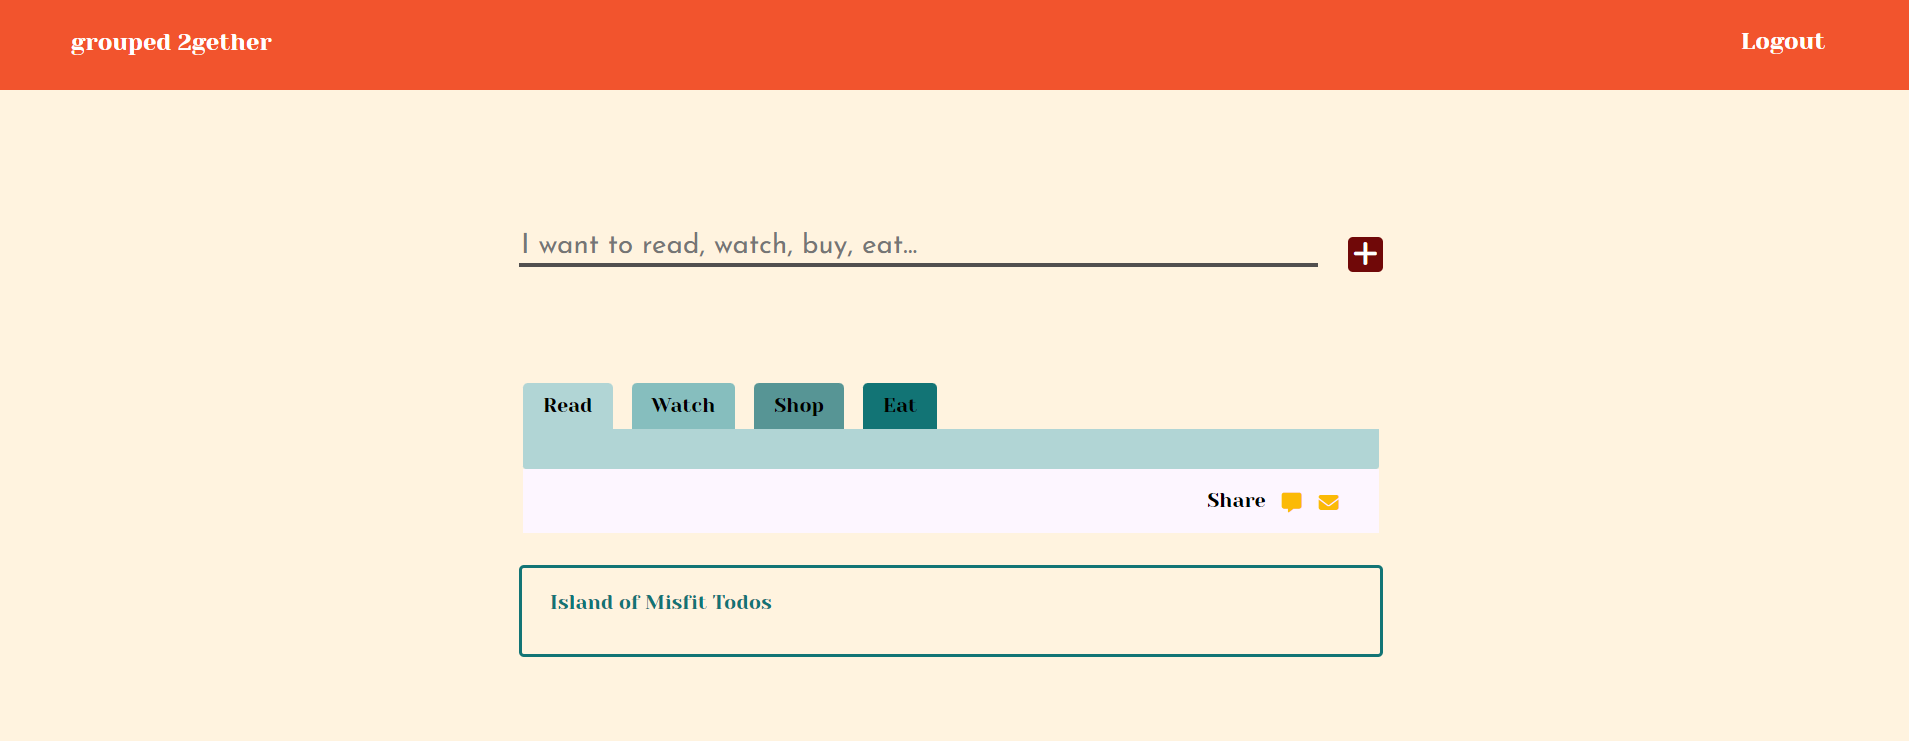 grouped 2gether
Logout
I want to read, watch, buy, eat...
Read
Watch
Shop
Eat
Share
Island of Misfit Todos